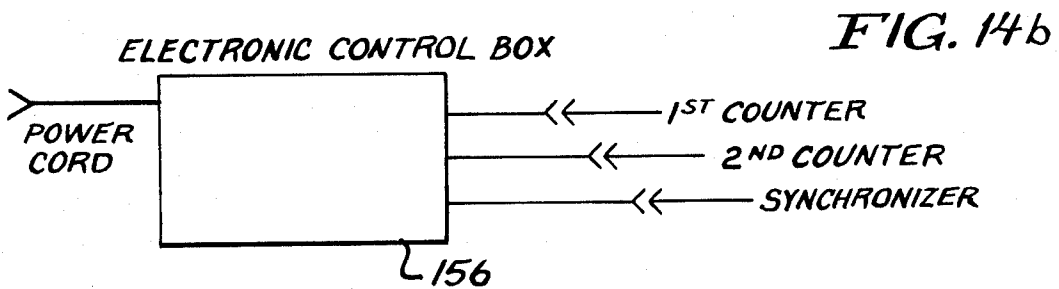 FIG. 14b
ELECTRONIC CONTROL BOX
POWER
CORD
1ST COUNTER
2ND COUNTER
SYNCHRONIZER
156